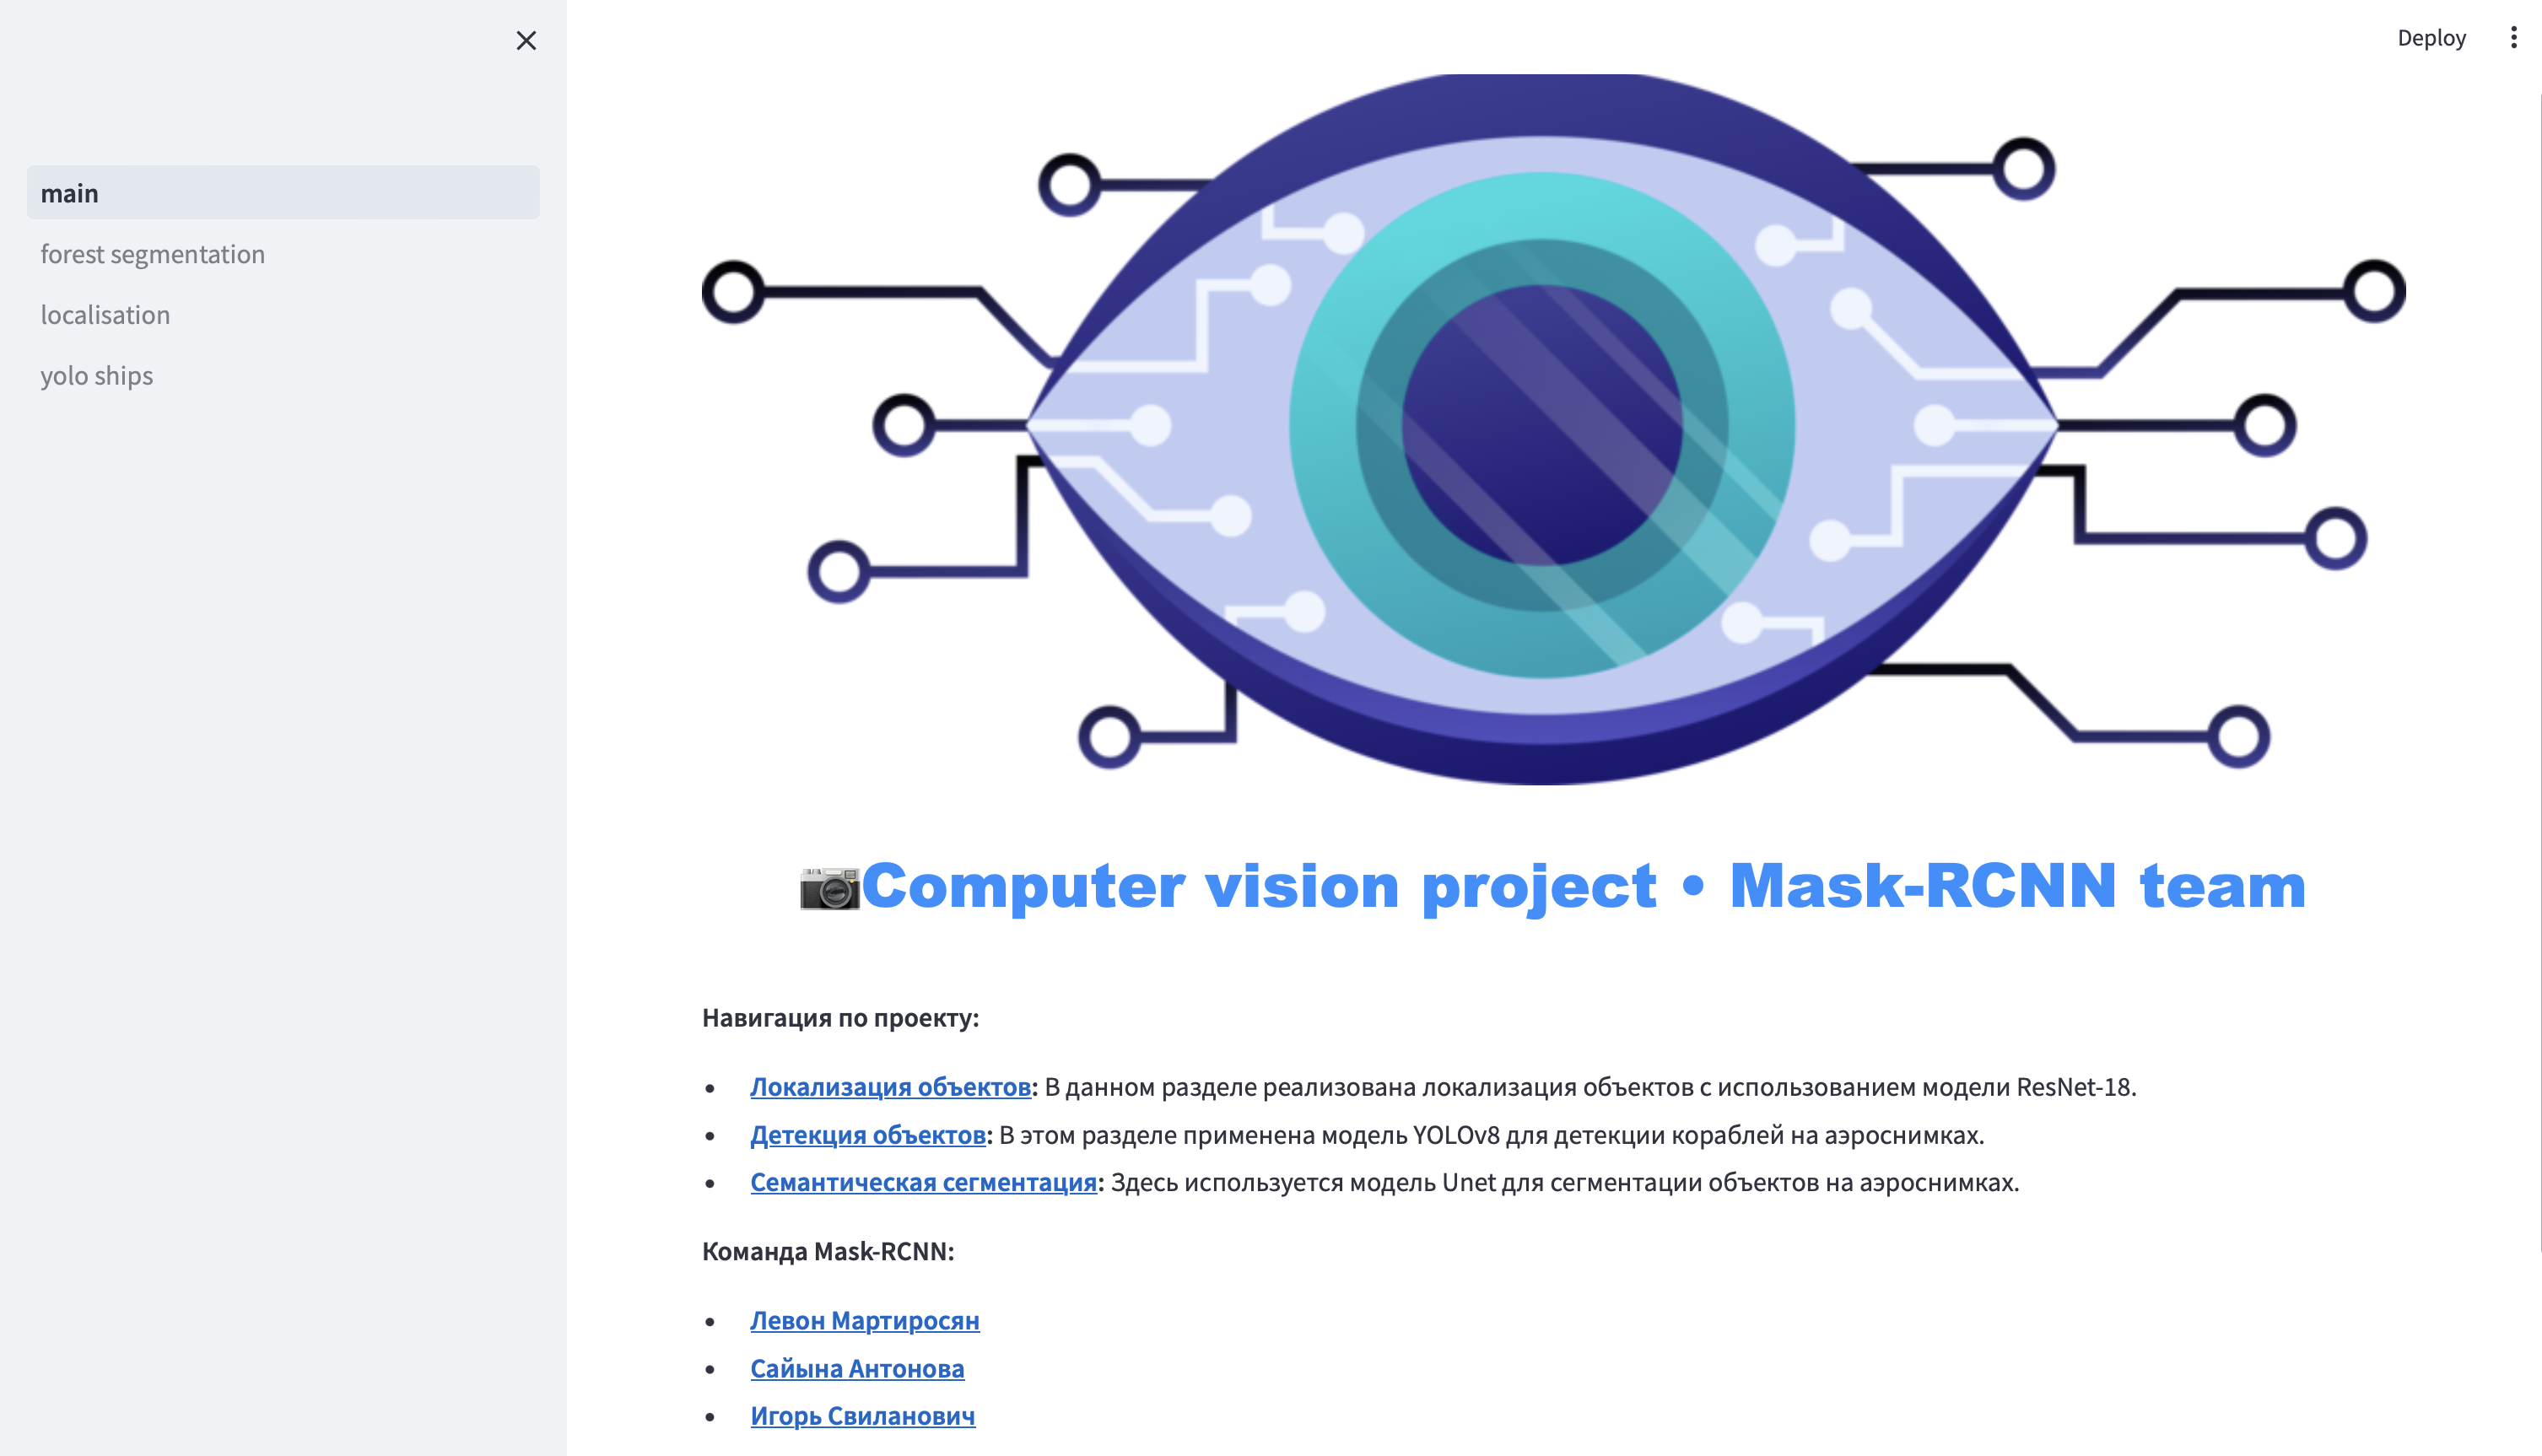 Deploy
main
forest segmentation
localisation
yolo ships
📷Computer vision project • Mask-RCNN team
Навигация по проекту:
• Локализация объектов: В данном разделе реализована локализация объектов с использованием модели ResNet-18.
• Детекция объектов: В этом разделе применена модель YOLOv8 для детекции кораблей на аэроснимках.
• Семантическая сегментация: Здесь используется модель Unet для сегментации объектов на аэроснимках.
Команда Mask-RCNN:
• Левон Мартиросян
• Сайына Антонова
• Игорь Свиланович